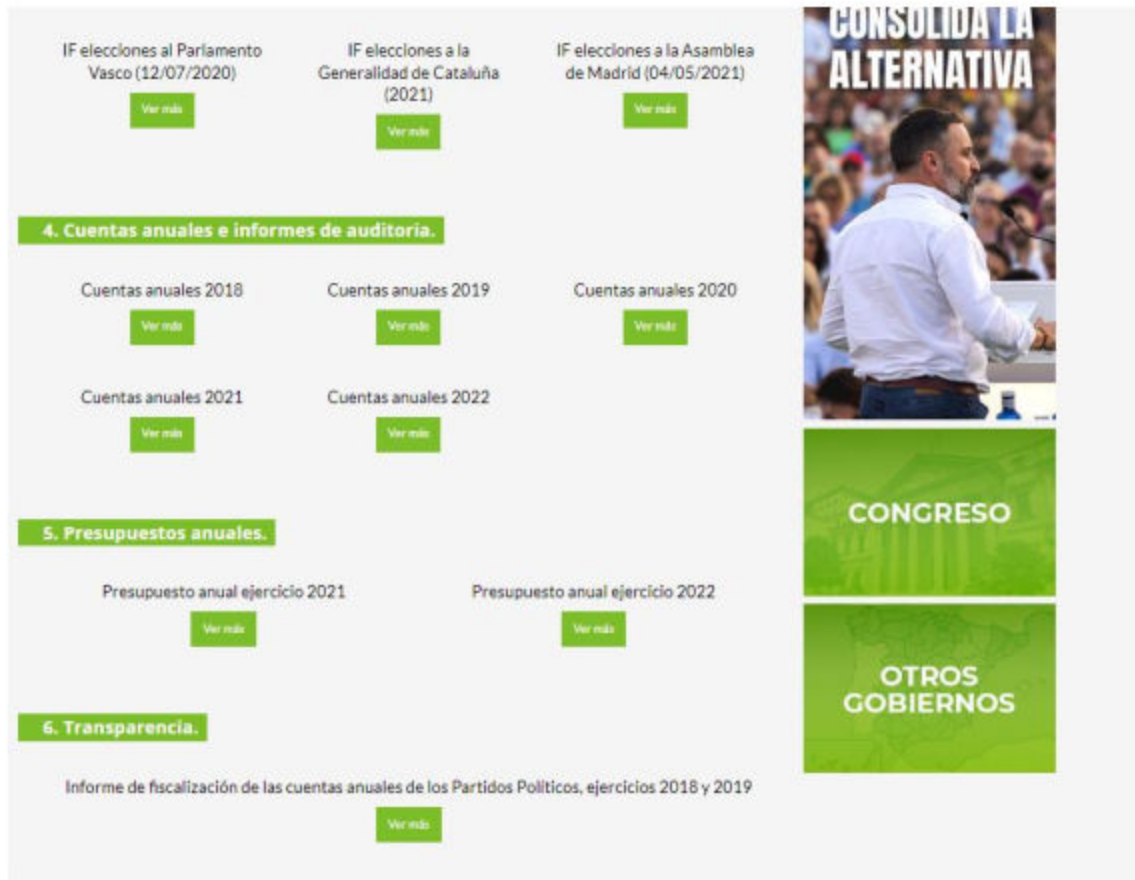 IF elecciones al Parlamento
Vasco (12/07/2020)
Ver más
IF elecciones a la
Generalidad de Cataluña
(2021)
Ver más
IF elecciones a la Asamblea
de Madrid (04/05/2021)
Ver más
4. Cuentas anuales e informes de auditoria.
Cuentas anuales 2018
Ver más
Cuentas anuales 2019
Ver más
Cuentas anuales 2020
Ver más
Cuentas anuales 2021
Ver más
Cuentas anuales 2022
Ver más
5. Presupuestos anuales.
Presupuesto anual ejercicio 2021
Ver más
Presupuesto anual ejercicio 2022
Ver más
6. Transparencia.
Informe de fiscalización de las cuentas anuales de los Partidos Políticos, ejercicios 2018 y 2019
Ver más
CONSOLIDA LA
ALTERNATIVA
CONGRESO
OTROS
GOBIERNOS